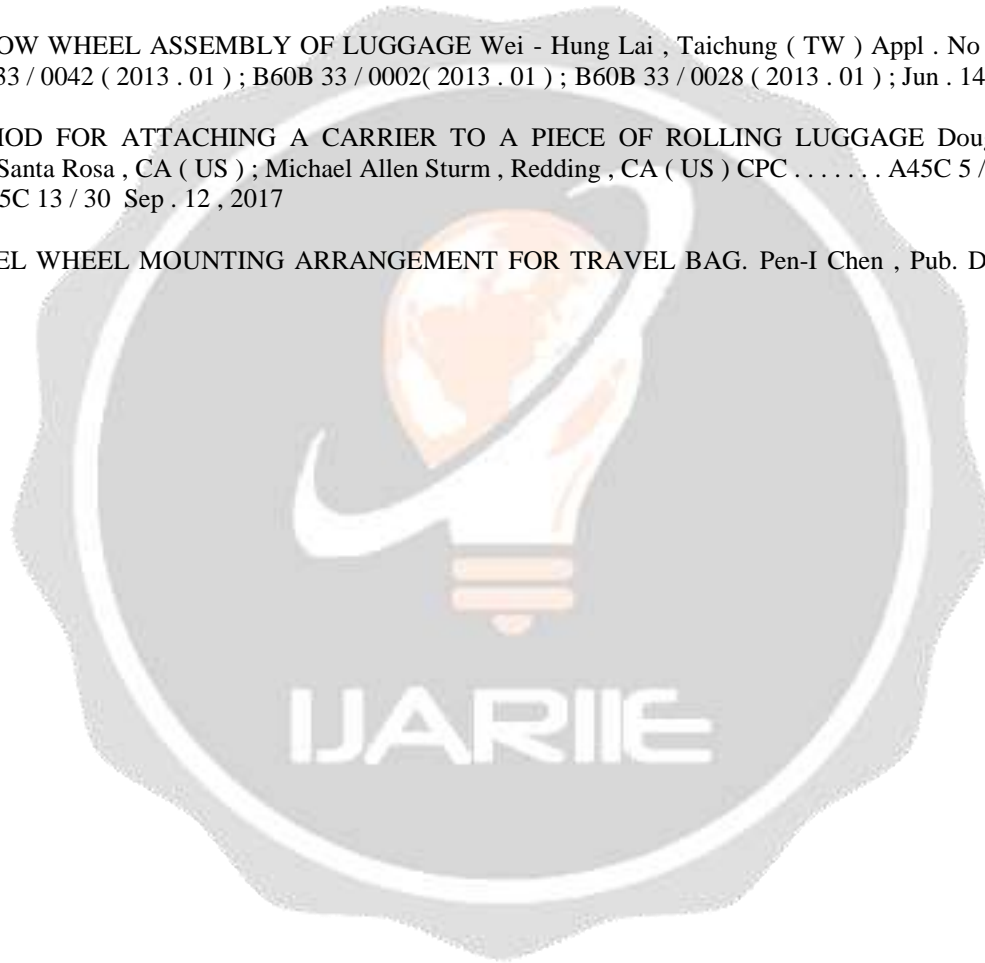 OW WHEEL ASSEMBLY OF LUGGAGE Wei - Hung Lai , Taichung ( TW ) Appl . No
33 / 0042 ( 2013 . 01 ) ; B60B 33 / 0002( 2013 . 01 ) ; B60B 33 / 0028 ( 2013 . 01 ) ; Jun . 14
FOR ATTACHING A CARRIER TO A PIECE OF ROLLING LUGGAGE
Santa Rosa , CA ( US ) ; Michael Allen Sturm , Redding , CA ( US ) CPC . . . . . . . A45C 5 /
5C 13 / 30 Sep . 12 , 2017
EL WHEEL MOUNTING ARRANGEMENT FOR TRAVEL BAG. Pen-I Chen , Pub. D
IJARIIE